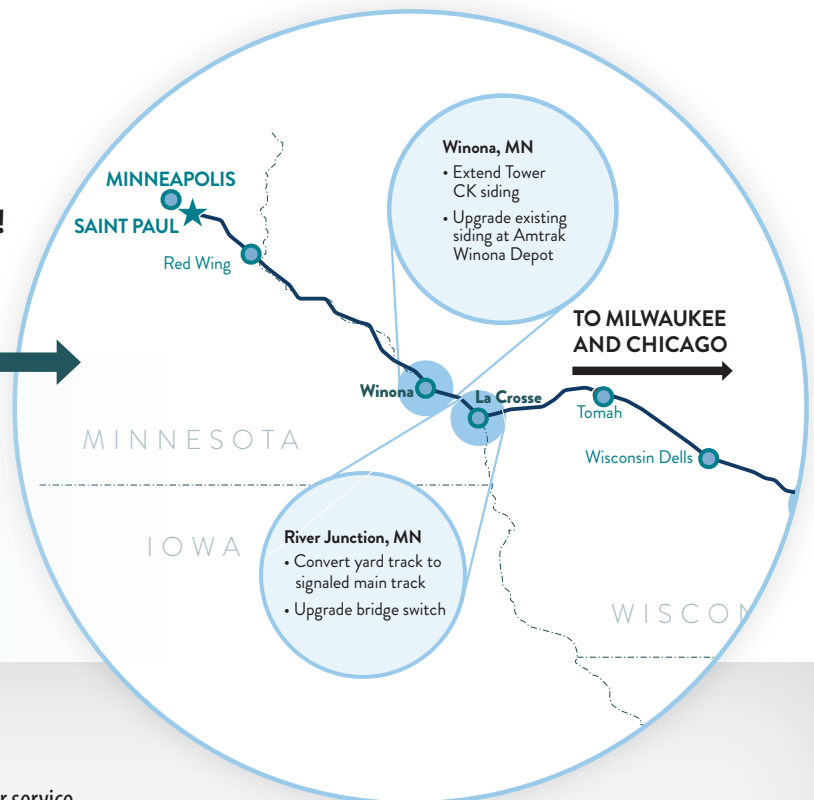 Winona, MN
• Extend Tower
CK siding
• Upgrade existing
siding at Amtrak
Winona Depot
MINNEAPOLIS
SAINT PAUL
!
Red Wing
TO MILWAUKEE
AND CHICAGO
Winona
La Crosse
Tomah
MINNESOTA
Wisconsin Dells
IOWA
River Junction, MN
• Convert yard track to
signaled main track
• Upgrade bridge switch
WISCON
r service